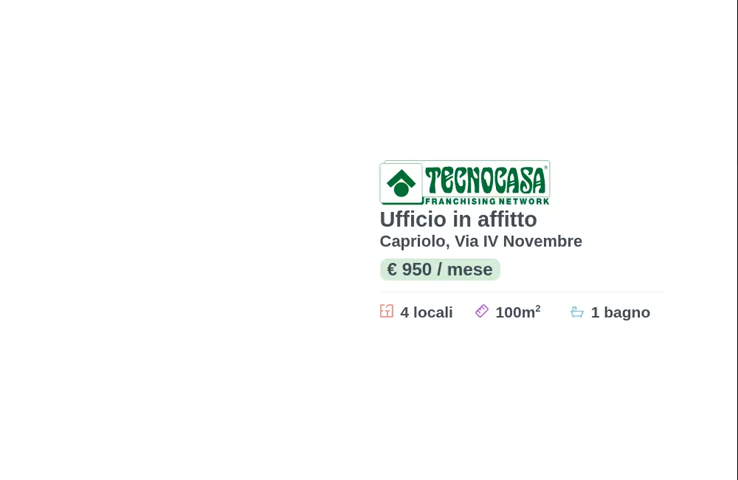 TECNOCASA
FRANCHISING NETWORK
Ufficio in affitto
Capriolo, Via IV Novembre
€ 950 / mese
4 locali 100m² 1 bagno